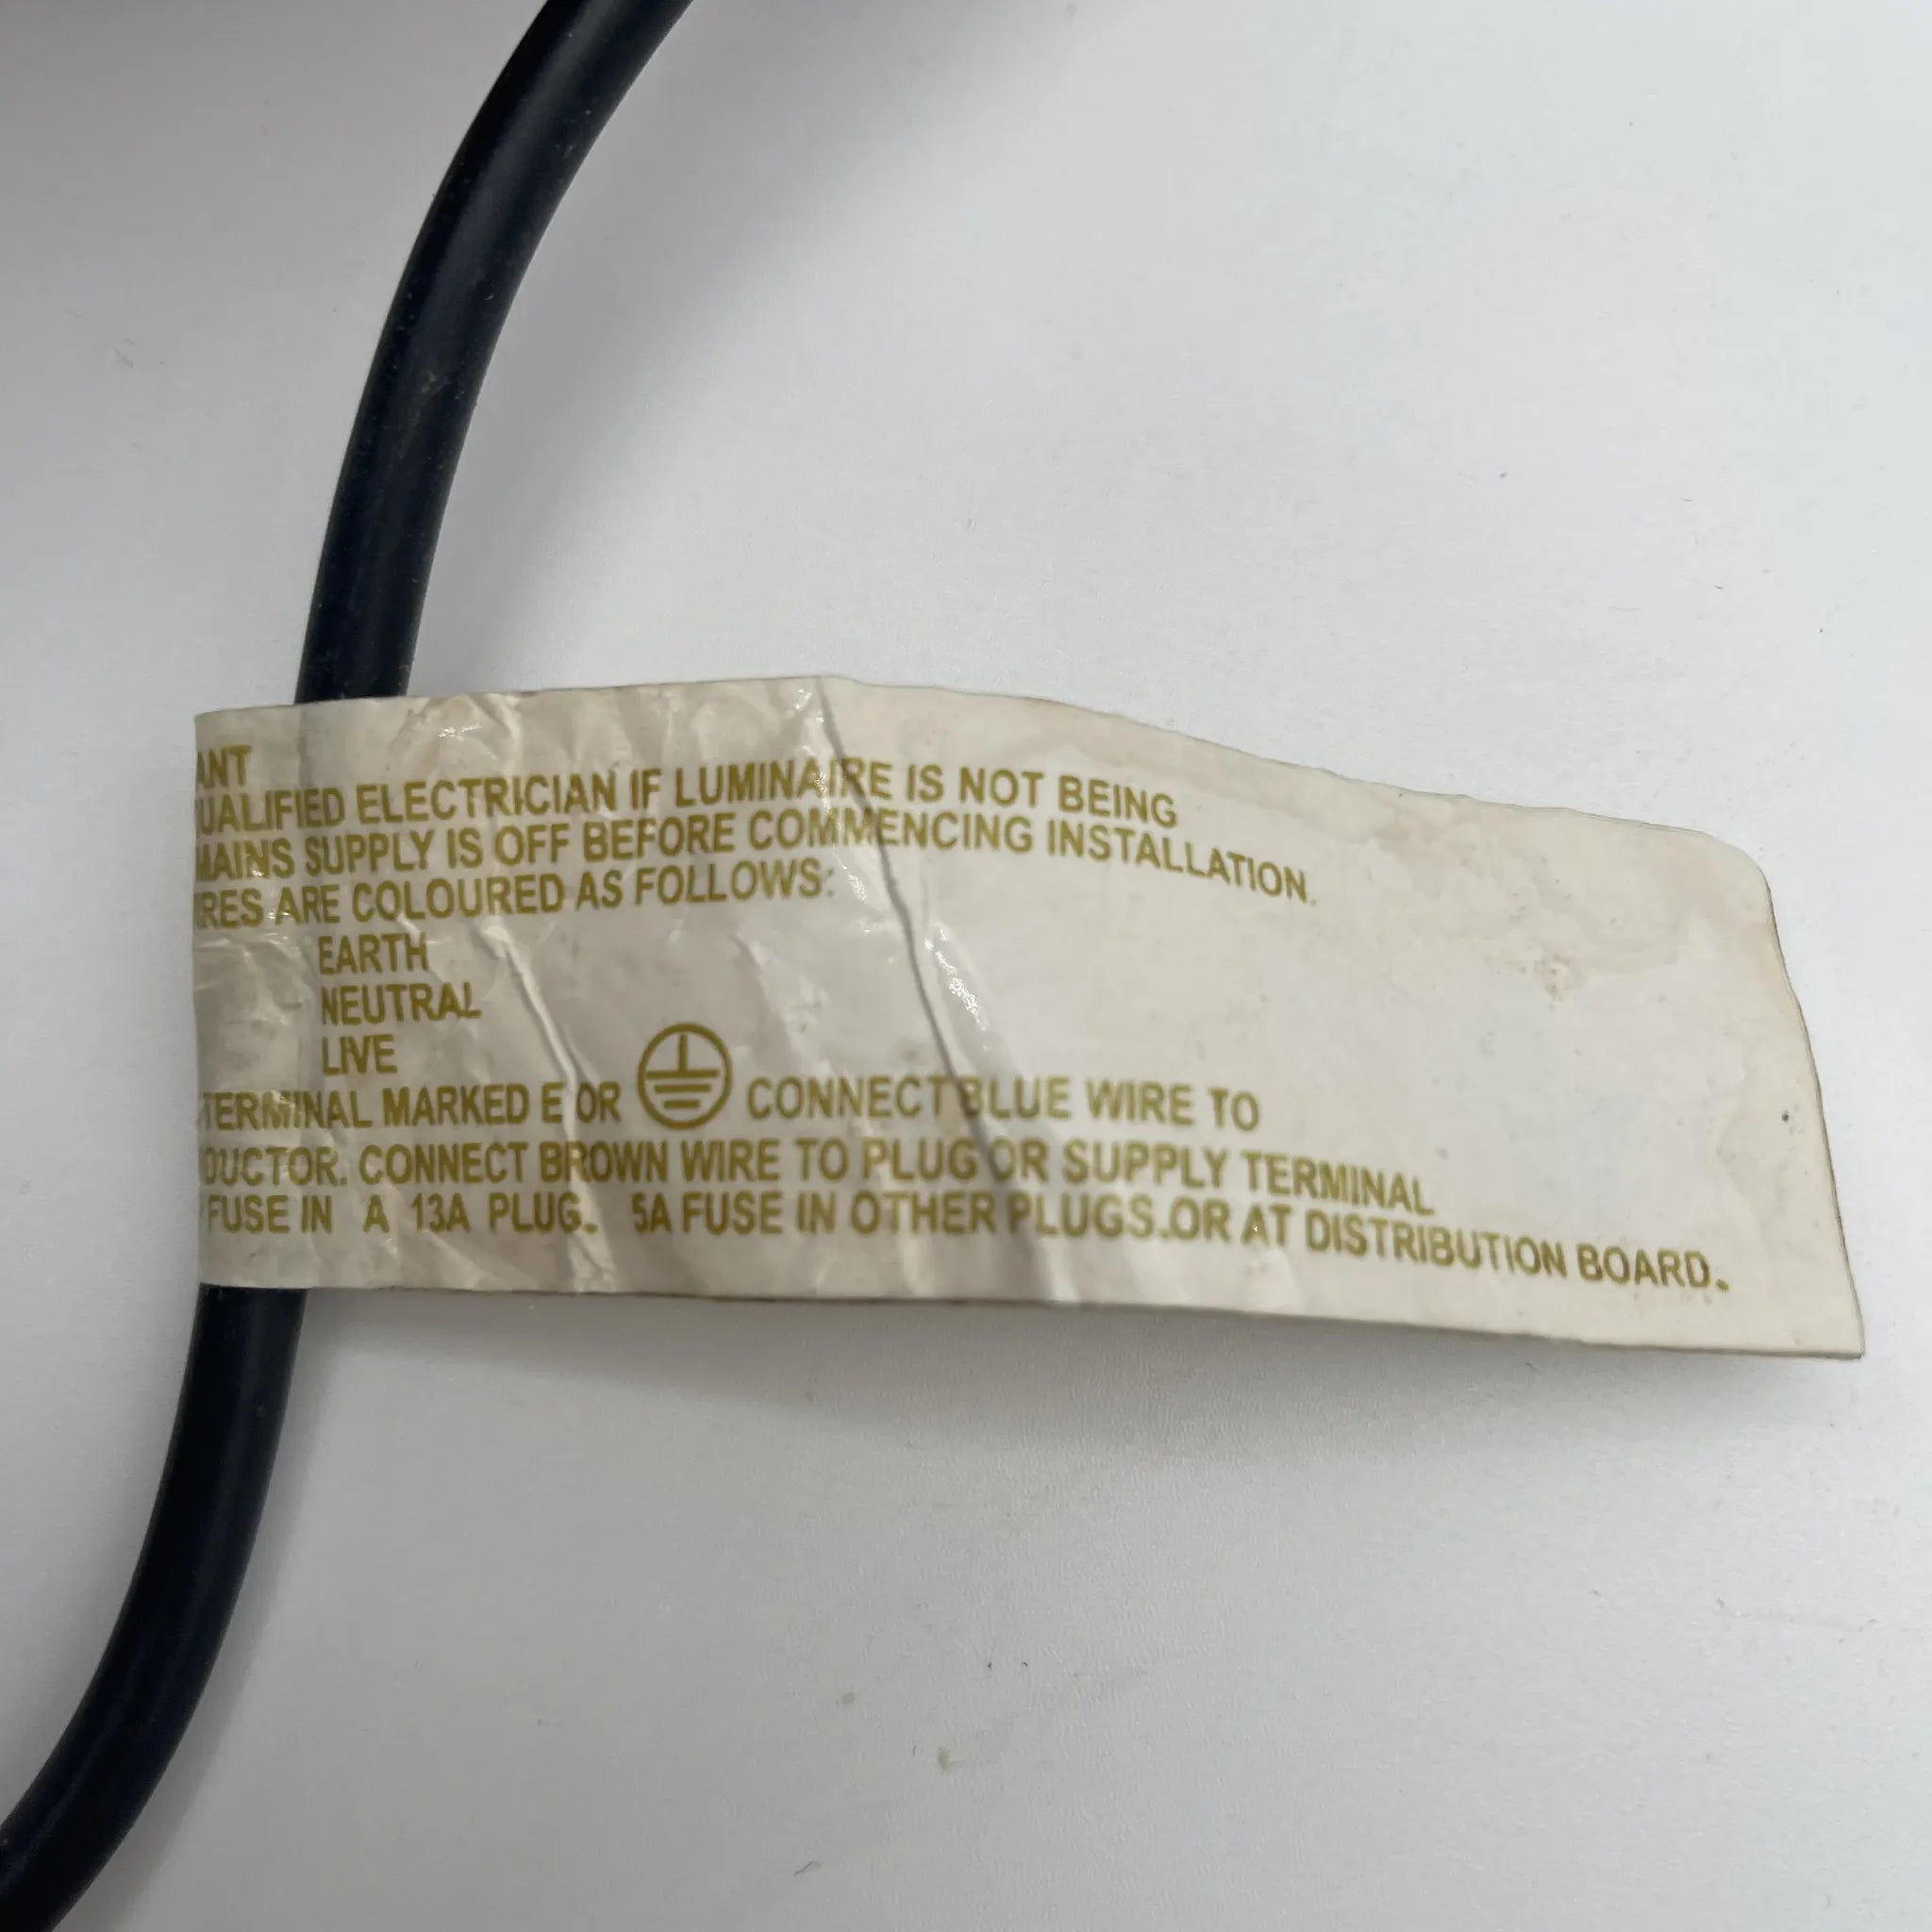 ANT
UALIFIED ELECTRICIAN IF LUMINAIRE IS NOT BEING
MAINS SUPPLY IS OFF BEFORE COMMENCING INSTALLATION.
RES ARE COLOURED AS FOLLOWS:
EARTH
NEUTRAL
LIVE
TERMINAL MARKED E OR CONNECT BLUE WIRE TO
DUCTOR. CONNECT BROWN WIRE TO PLUG OR SUPPLY TERMINAL
FUSE IN A 13A PLUG. 5A FUSE IN OTHER PLUGS.OR AT DISTRIBUTION BOARD.